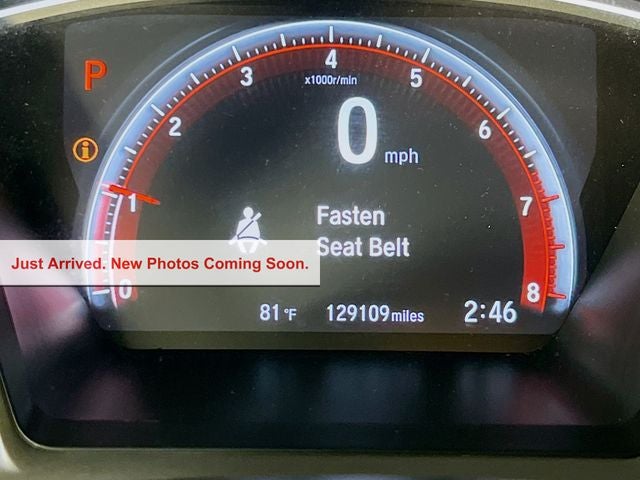 4
3
5
x1000r/min
P
2
6
0 mph
i
1
7
Fasten
Seat Belt
Just Arrived. New Photos Coming Soon.
0
8
81 °F 129109 miles 2:46